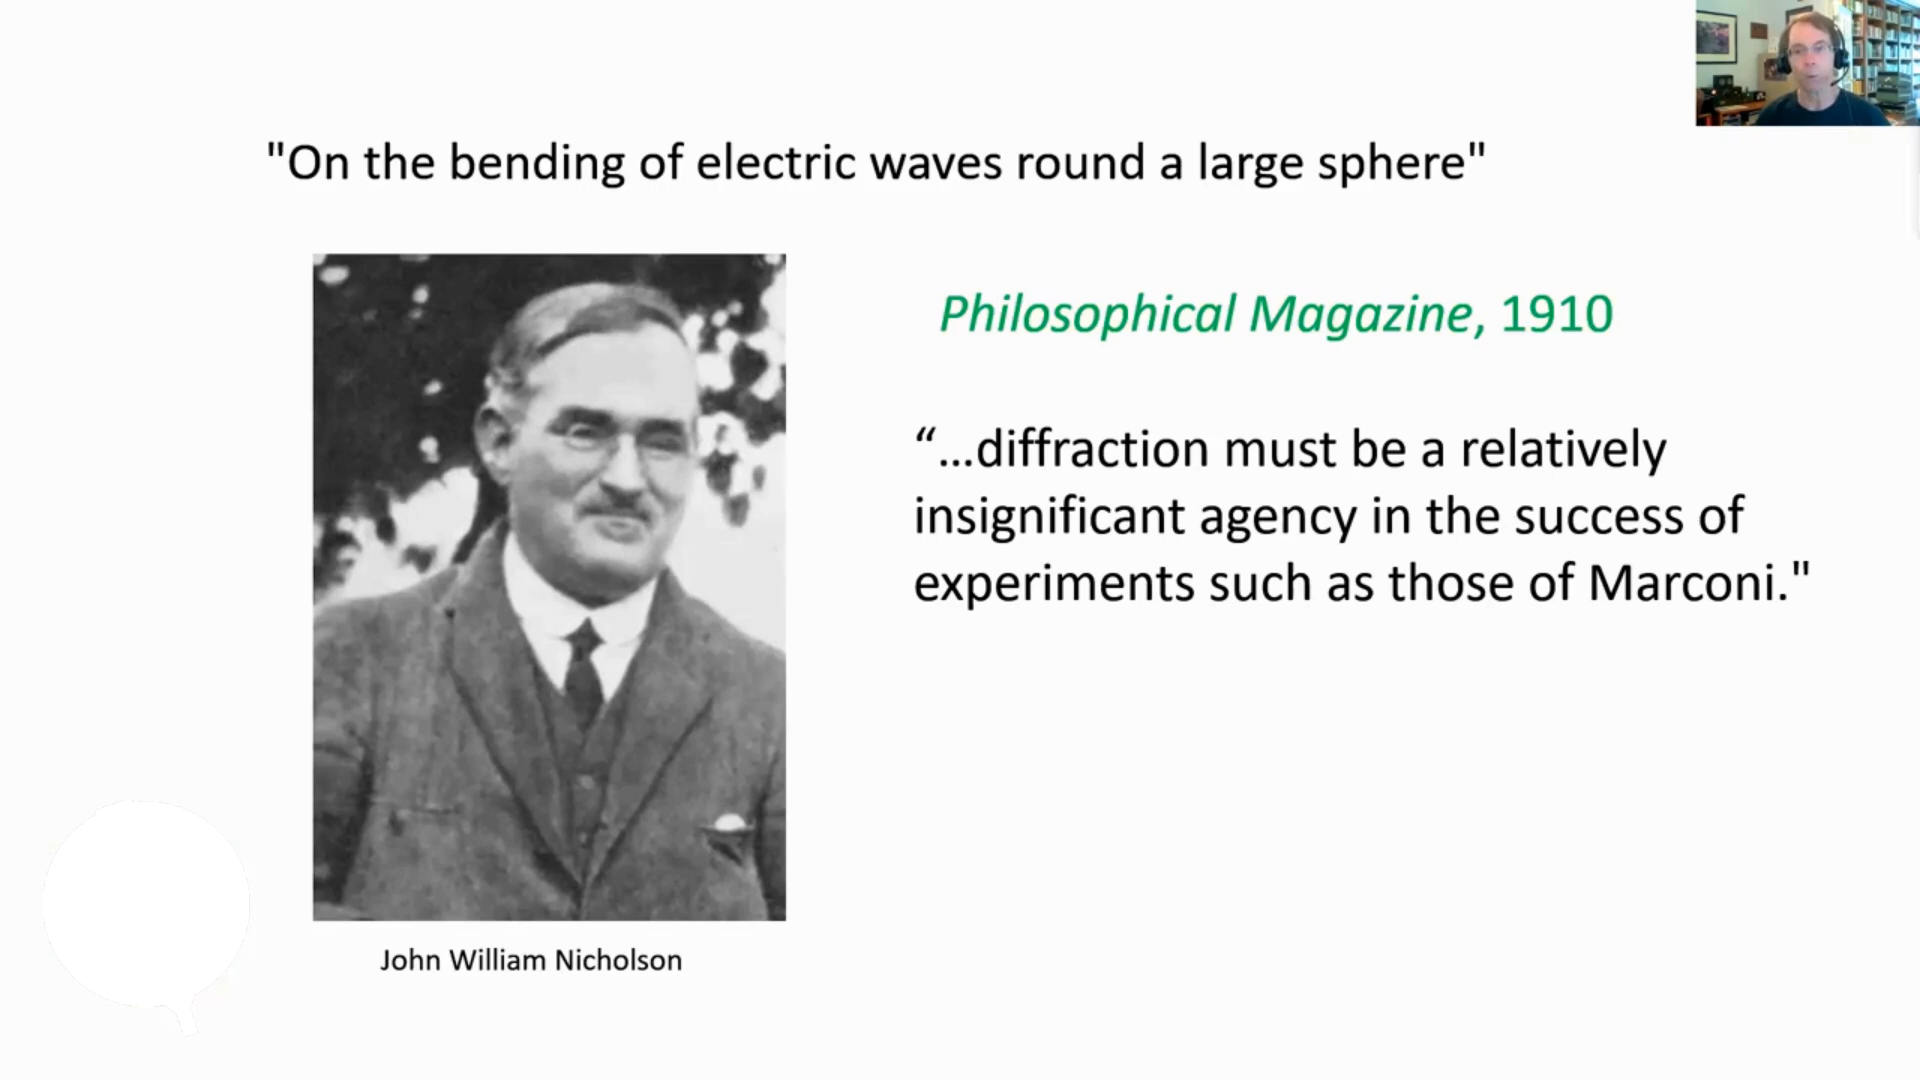 "On the bending of electric waves round a large sphere"
Philosophical Magazine, 1910
“...diffraction must be a relatively
insignificant agency in the success of
experiments such as those of Marconi."
John William Nicholson